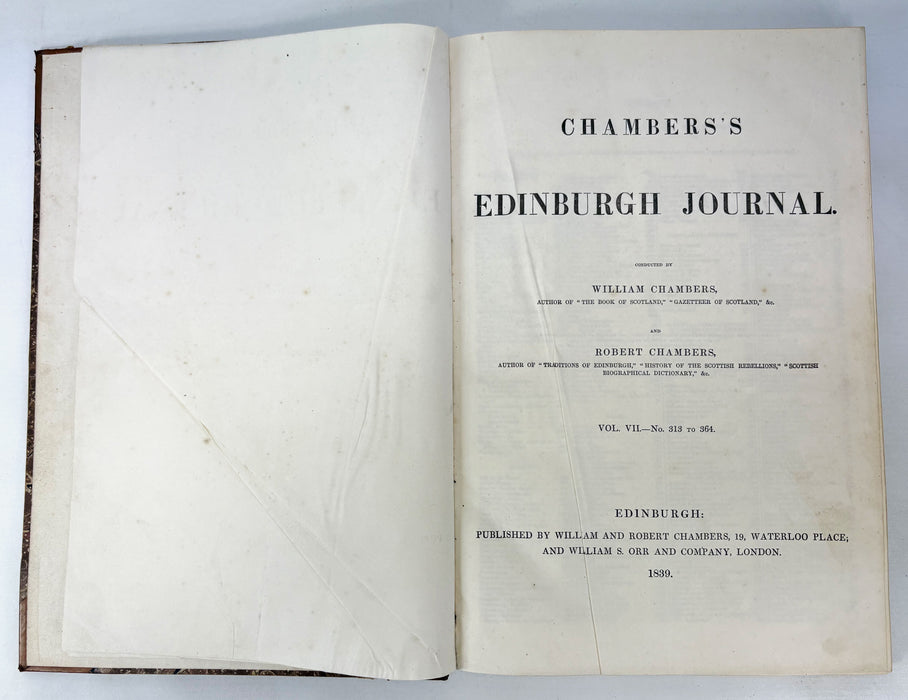 CHAMBERS'S
EDINBURGH JOURNAL.
CONDUCTED BY
WILLIAM CHAMBERS,
AUTHOR OF "THE BOOK OF SCOTLAND," "GAZETTEER OF SCOTLAND," &c.
AND
ROBERT CHAMBERS,
AUTHOR OF "TRADITIONS OF EDINBURGH," "HISTORY OF THE SCOTTISH REBELLIONS," "SCOTTISH
BIOGRAPHICAL DICTIONARY," &c.
VOL. VII.—No. 313 TO 364.
EDINBURGH:
PUBLISHED BY WILLIAM AND ROBERT CHAMBERS, 19, WATERLOO PLACE;
AND WILLIAM S. ORR AND COMPANY, LONDON.
1839.